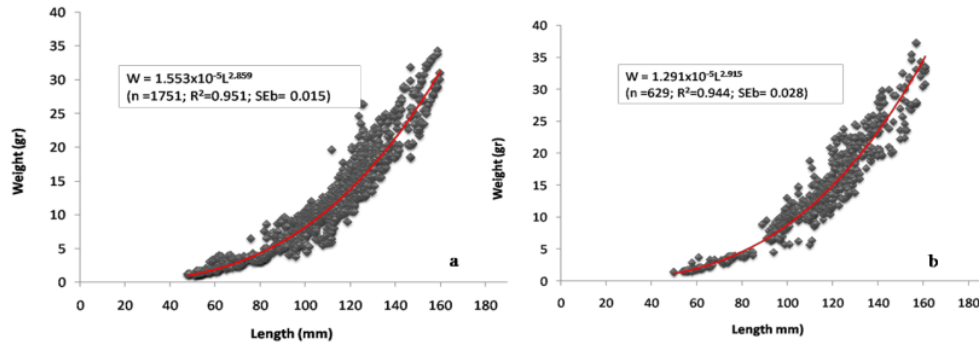 40
35
30
25
20
15
10
5
0
Weight (gr)
W = 1.553x10⁻⁵L²·⁸⁵⁹
(n =1751; R²=0.951; SEb= 0.015)
a
0 20 40 60 80 100 120 140 160 180
Length (mm)
40
35
30
25
20
15
10
5
0
Weight (gr)
W = 1.291x10⁻⁵L²·⁹¹⁵
(n =629; R²=0.944; SEb= 0.028)
b
0 20 40 60 80 100 120 140 160 180
Length mm)